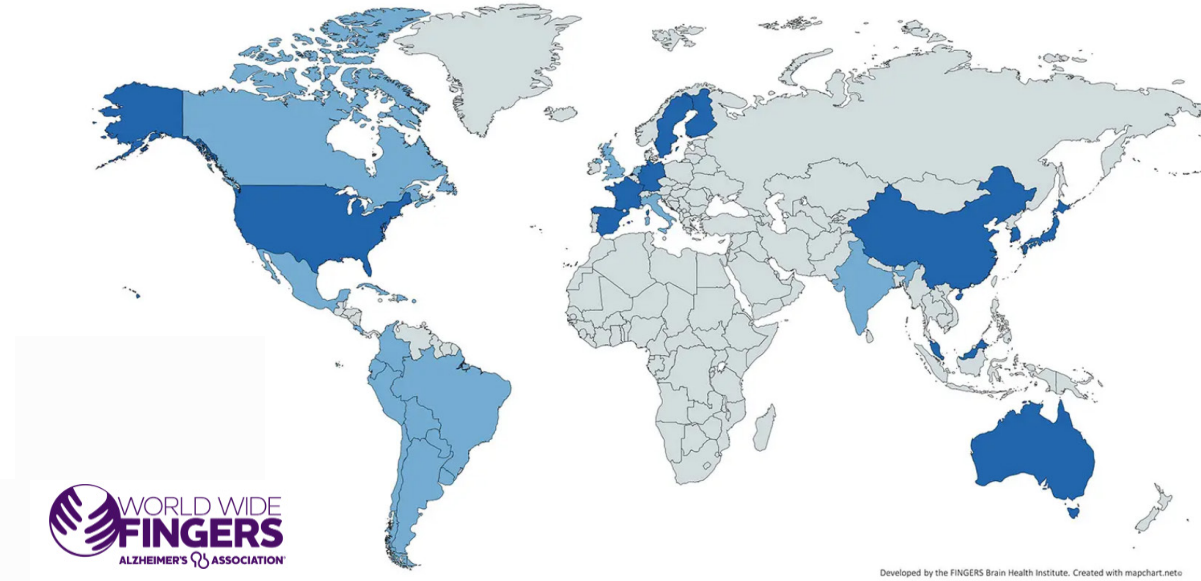 WORLD WIDE
FINGERS
ALZHEIMER'S ASSOCIATION
Developed by the FINGERS Brain Health Institute. Created with mapchart.net©